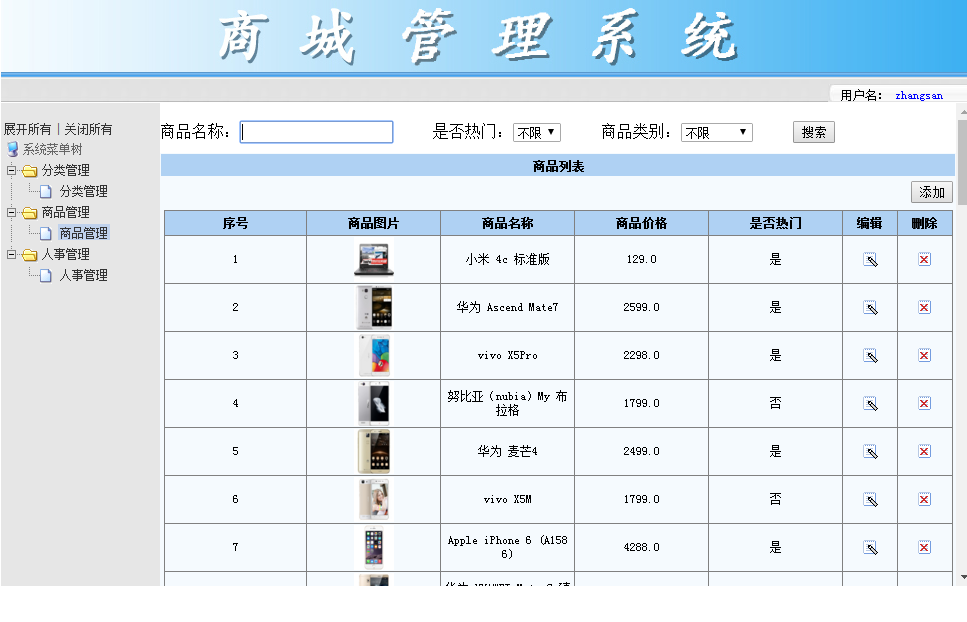 商城管理系统
用户名： zhangsan
展开所有 | 关闭所有
系统菜单树
分类管理
分类管理
商品管理
商品管理
人事管理
人事管理
商品名称： 是否热门： 不限 商品类别： 不限 搜索
商品列表
添加
序号 商品图片 商品名称 商品价格 是否热门 编辑 删除
1 小米 4c 标准版 129.0 是
2 华为 Ascend Mate7 2599.0 是
3 vivo X5Pro 2298.0 是
4 努比亚（nubia）My 布
拉格 1799.0 否
5 华为 麦芒4 2499.0 是
6 vivo X5M 1799.0 否
7 Apple iPhone 6 (A158
6) 4288.0 是